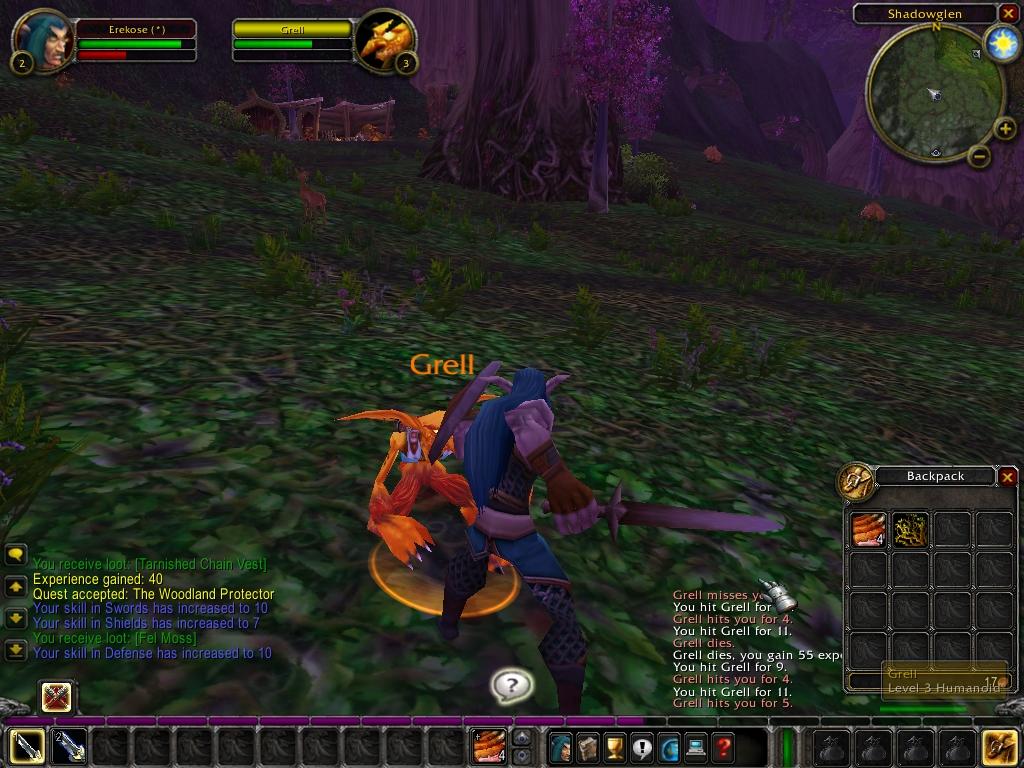 Erekose (*)
2
Grell
3
Shadowglen
N
Grell
Backpack
4
You receive loot: [Tarnished Chain Vest]
Experience gained: 40
Quest accepted: The Woodland Protector
Your skill in Swords has increased to 10
Your skill in Shields has increased to 7
You receive loot: [Fel Moss]
Your skill in Defense has increased to 10
Grell misses
You hit Grell for
Grell hits you for 4.
You hit Grell for 11.
Grell dies.
Grell dies, you gain 55
You hit Grell for 9.
Grell hits you for 4.
You hit Grell for 11.
Grell hits you for 5.
Grell
Level 3 Humanoid
17
?
2
4
!
?